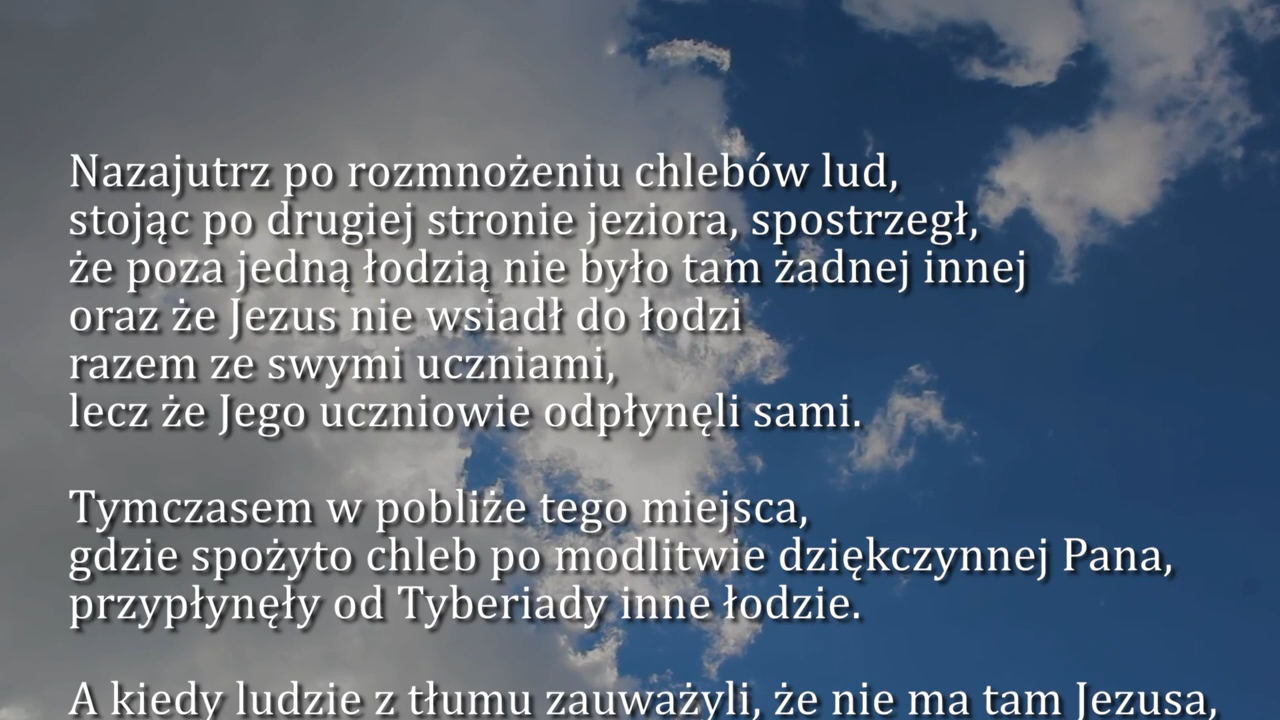 Nazajutrz po rozmnożeniu chlebów lud,
stojąc po drugiej stronie jeziora, spostrzegł,
że poza jedną łodzią nie było tam żadnej innej
oraz że Jezus nie wsiadł do łodzi
razem ze swymi uczniami,
lecz że Jego uczniowie odpłynęli sami.
Tymczasem w pobliże tego miejsca,
gdzie spożyto chleb po modlitwie dziękczynnej Pana,
przypłynęły od Tyberiady inne łodzie.
A kiedy ludzie z tłumu zauważyli, że nie ma tam Jezusa,